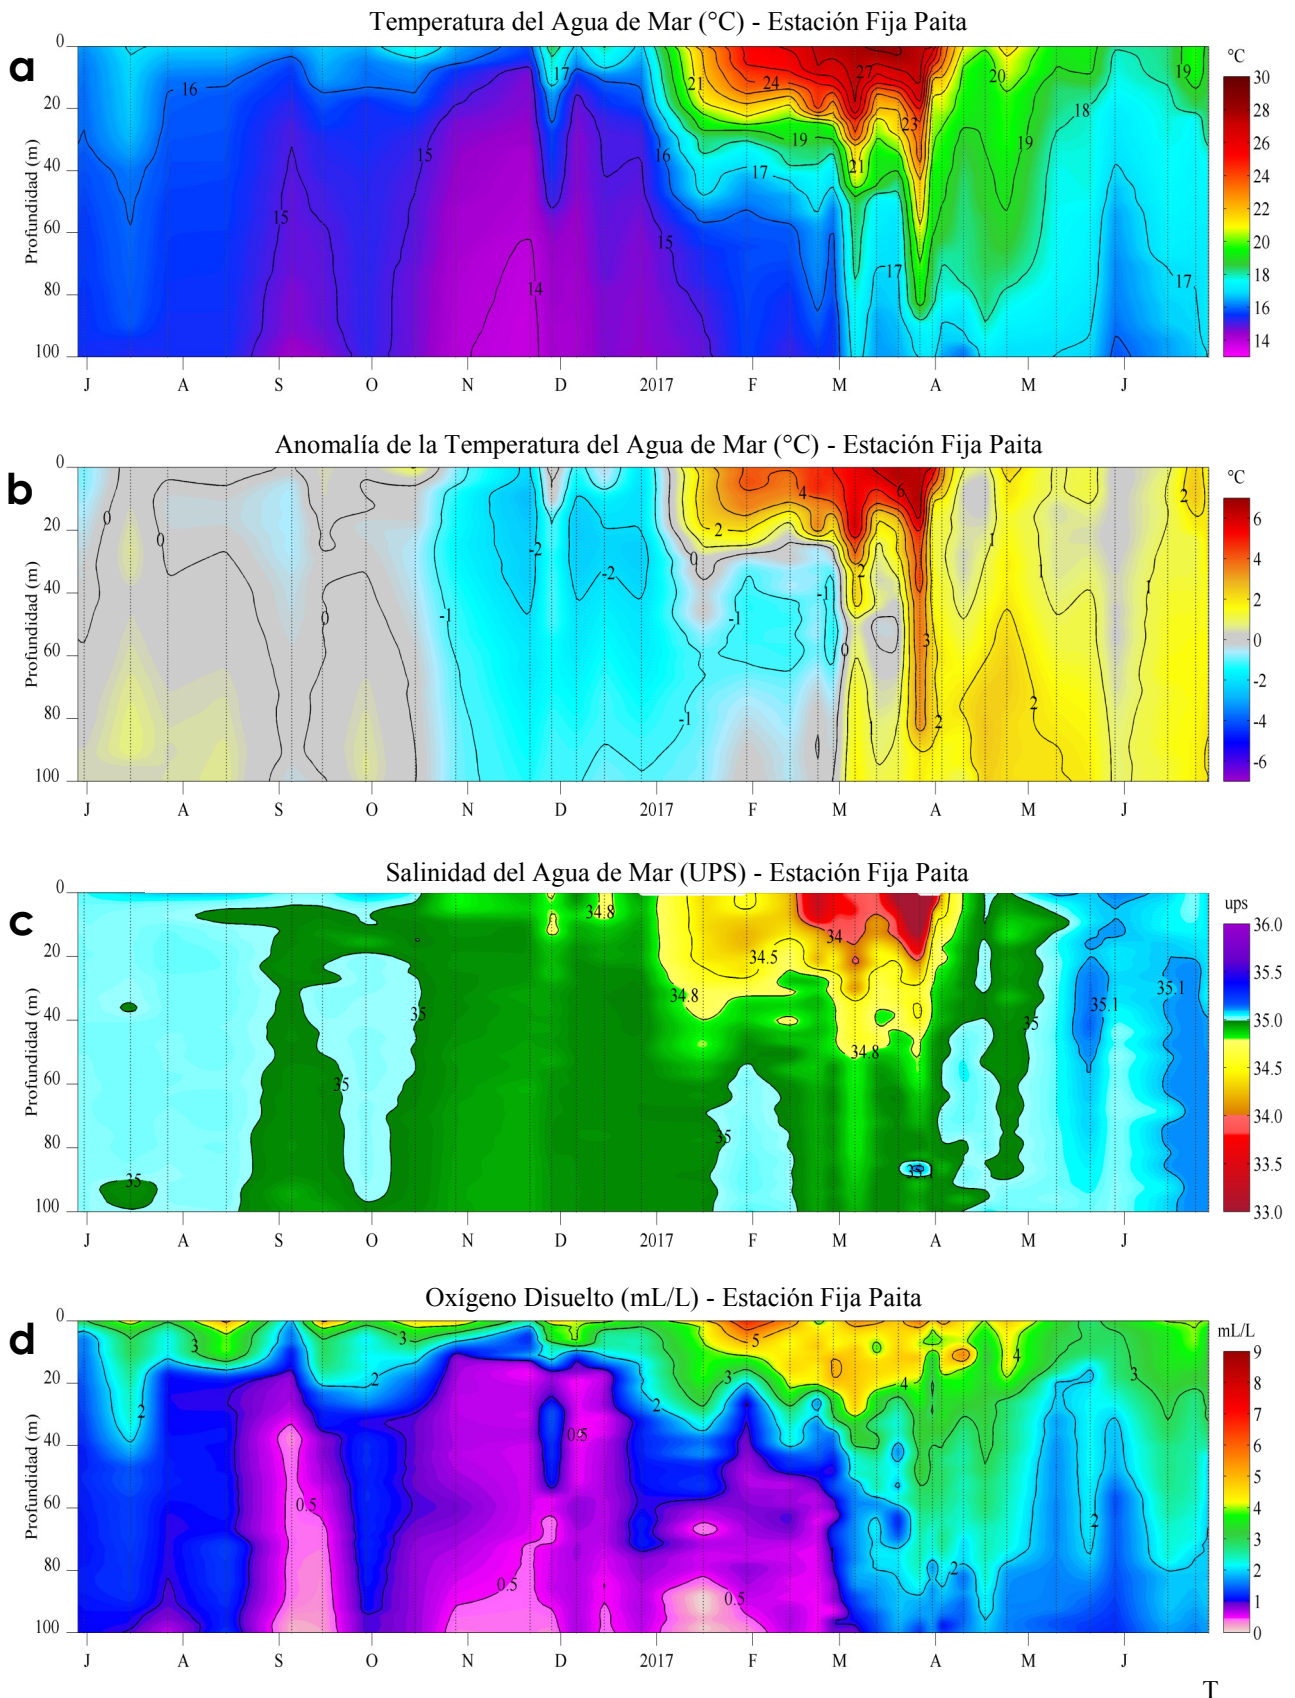 Temperatura del Agua de Mar (°C) - Estación Fija Paita
a
0
20
40
60
80
100
Profundidad (m)
16
15
15
14
17
16
15
21
24
27
23
19
17
21
17
20
19
18
19
17
J
A
S
O
N
D
2017
F
M
A
M
J
°C
30
28
26
24
22
20
18
16
14
Anomalía de la Temperatura del Agua de Mar (°C) - Estación Fija Paita
b
0
20
40
60
80
100
Profundidad (m)
0
0
0
-1
-2
-2
-1
0
2
4
6
-1
-1
2
0
1
3
2
1
1
2
1
2
J
A
S
O
N
D
2017
F
M
A
M
J
°C
6
4
2
0
-2
-4
-6
Salinidad del Agua de Mar (UPS) - Estación Fija Paita
c
0
20
40
60
80
100
Profundidad (m)
35
35
35
34.8
34.8
34.5
34
34.8
35
35.1
35
35.1
35.1
J
A
S
O
N
D
2017
F
M
A
M
J
ups
36.0
35.5
35.0
34.5
34.0
33.5
33.0
Oxígeno Disuelto (mL/L) - Estación Fija Paita
d
0
20
40
60
80
100
Profundidad (m)
2
3
0.5
2
3
0.5
0.5
2
3
5
0.5
4
2
4
2
3
J
A
S
O
N
D
2017
F
M
A
M
J
mL/L
9
8
7
6
5
4
3
2
1
0
T